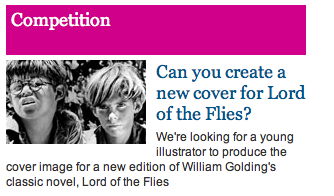 Competition
Can you create a
new cover for Lord
of the Flies?
We're looking for a young
illustrator to produce the
cover image for a new edition of William Golding's
classic novel, Lord of the Flies